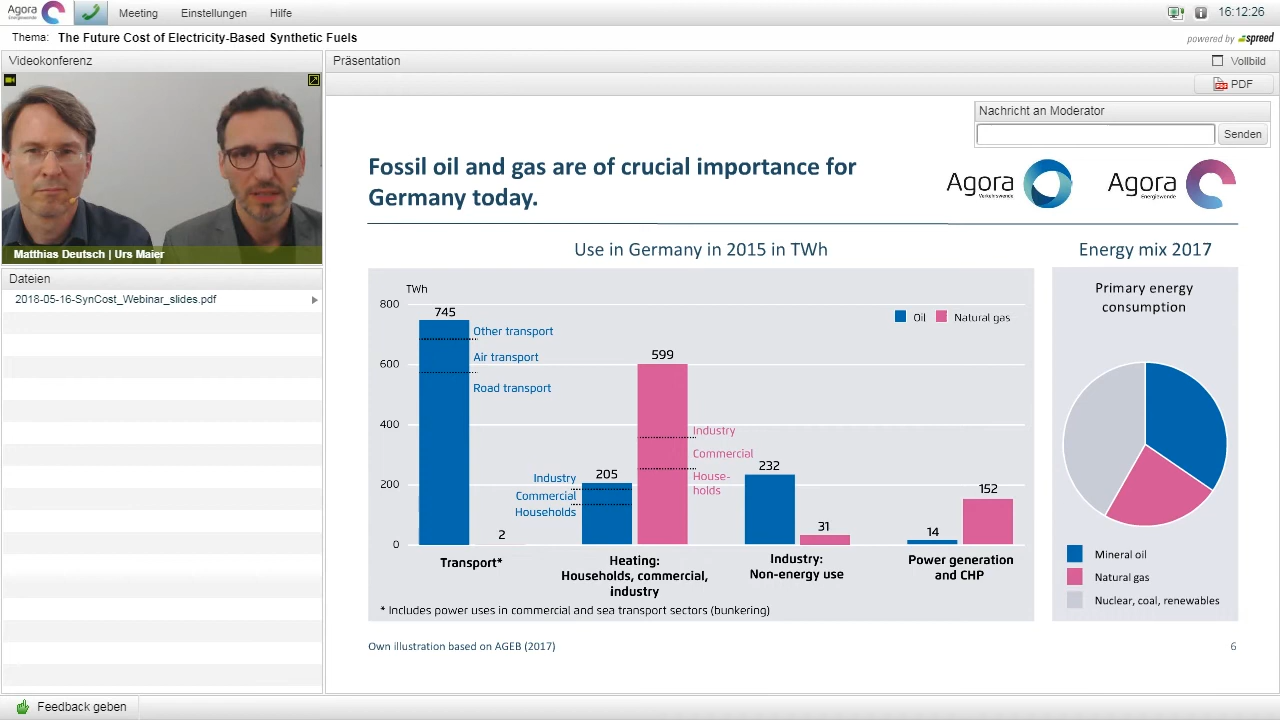 Agora
Energiewende
Meeting
Einstellungen
Hilfe
16:12:26
Thema: The Future Cost of Electricity-Based Synthetic Fuels
powered by spreed
Videokonferenz
Präsentation
Vollbild
PDF
Nachricht an Moderator
Senden
Matthias Deutsch | Urs Maier
Dateien
2018-05-16-SynCost_Webinar_slides.pdf
Fossil oil and gas are of crucial importance for
Germany today.
Agora
Verkehrswende
Agora
Energiewende
Use in Germany in 2015 in TWh
TWh
800
600
400
200
0
Oil
Natural gas
745
Other transport
Air transport
Road transport
2
205
Industry
Commercial
Households
599
Industry
Commercial
House-
holds
232
31
14
152
Transport*
Heating:
Households, commercial,
industry
Industry:
Non-energy use
Power generation
and CHP
* Includes power uses in commercial and sea transport sectors (bunkering)
Energy mix 2017
Primary energy
consumption
Mineral oil
Natural gas
Nuclear, coal, renewables
Own illustration based on AGEB (2017)
6
Feedback geben